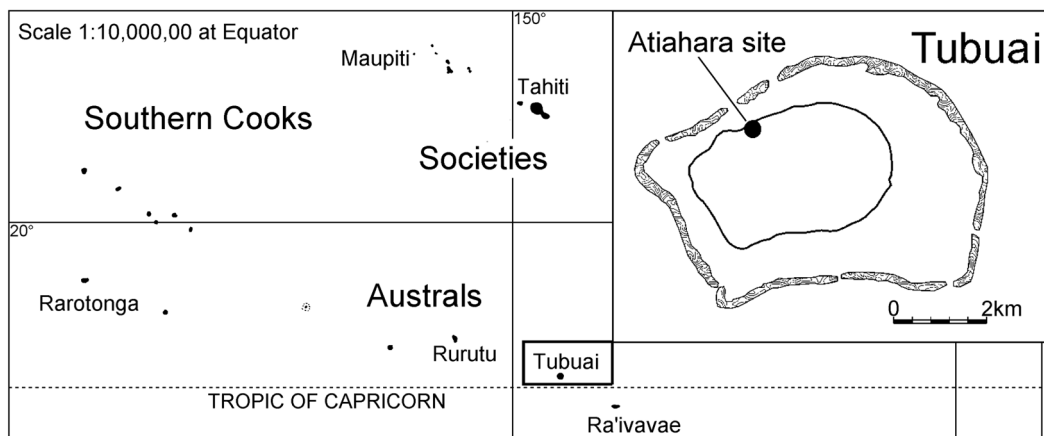 Scale 1:10,000,00 at Equator
150°
Maupiti
Tahiti
Southern Cooks
Societies
20°
Rarotonga
Australs
Rurutu
Tubuai
TROPIC OF CAPRICORN
Ra'ivavae
Atiahara site
Tubuai
0 2km